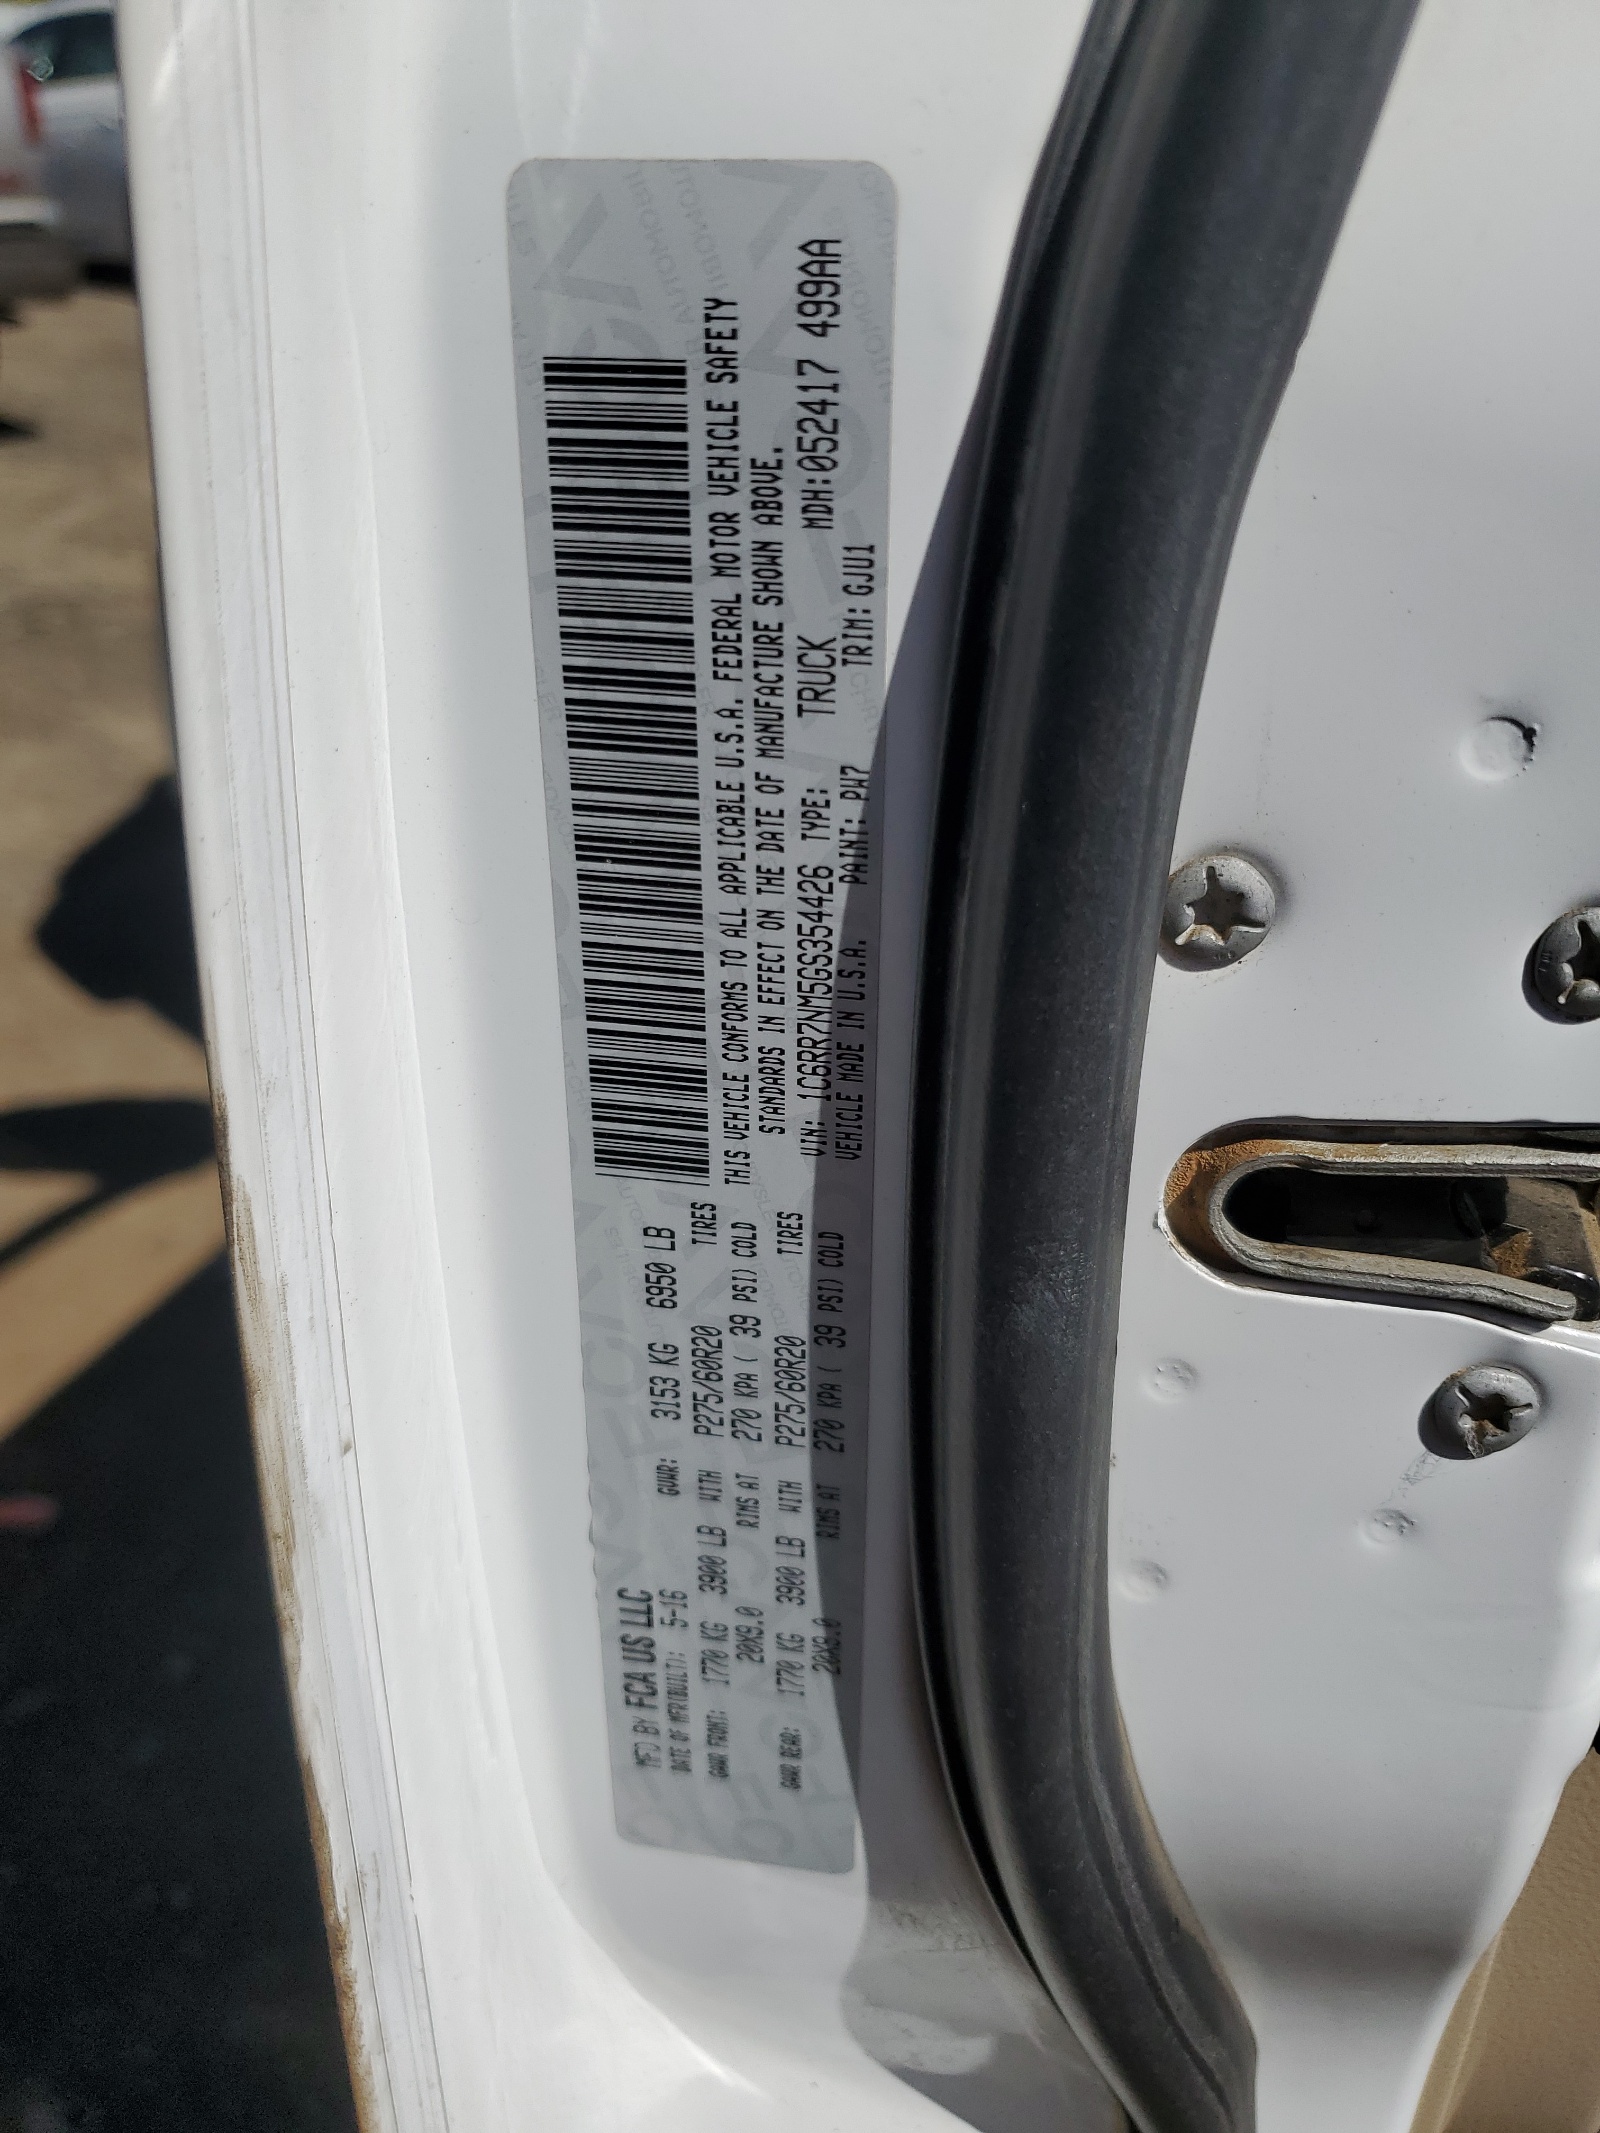 MFD BY FCA US LLC
DATE OF MFR(BUILT): 5-16 GVWR: 3153 KG 6950 LB
GAWR FRONT: 1770 KG 3900 LB WITH P275/60R20 TIRES
20X9.0 RIMS AT 270 KPA ( 39 PSI) COLD
GAWR REAR: 1770 KG 3900 LB WITH P275/60R20 TIRES
20X9.0 RIMS AT 270 KPA ( 39 PSI) COLD
THIS VEHICLE CONFORMS TO ALL APPLICABLE U.S.A. FEDERAL MOTOR VEHICLE SAFETY
STANDARDS IN EFFECT ON THE DATE OF MANUFACTURE SHOWN ABOVE.
VIN: 1C6RR7NM5GS354426 TYPE: TRUCK MDH:052417 499AA
VEHICLE MADE IN U.S.A. PAINT: PW7 TRIM: GJU1